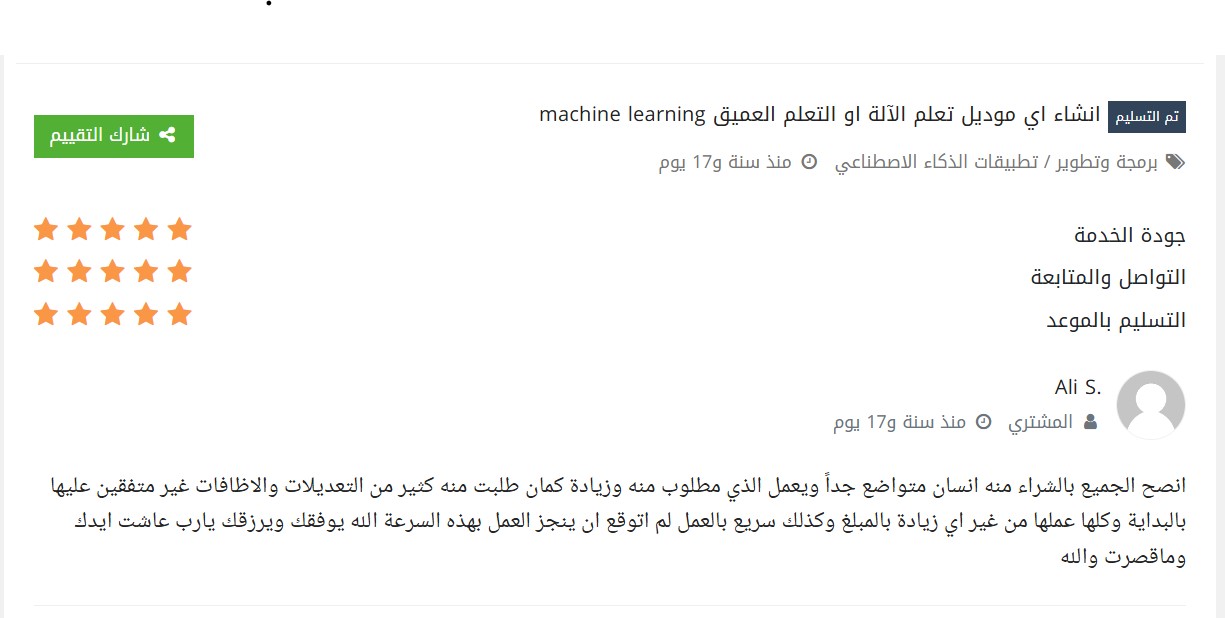 تم التسليم انشاء اي موديل تعلم الآلة او التعلم العميق machine learning
شارك التقييم
برمجة وتطوير / تطبيقات الذكاء الاصطناعي منذ سنة و17 يوم
جودة الخدمة
التواصل والمتابعة
التسليم بالموعد
Ali S.
المشتري منذ سنة و17 يوم
انصح الجميع بالشراء منه انسان متواضع جداً ويعمل الذي مطلوب منه وزيادة كمان طلبت منه كثير من التعديلات والاظافات غير متفقين عليها
بالبداية وكلها عملها من غير اي زيادة بالمبلغ وكذلك سريع بالعمل لم اتوقع ان ينجز العمل بهذه السرعة الله يوفقك ويرزقك يارب عاشت ايدك
وماقصرت والله